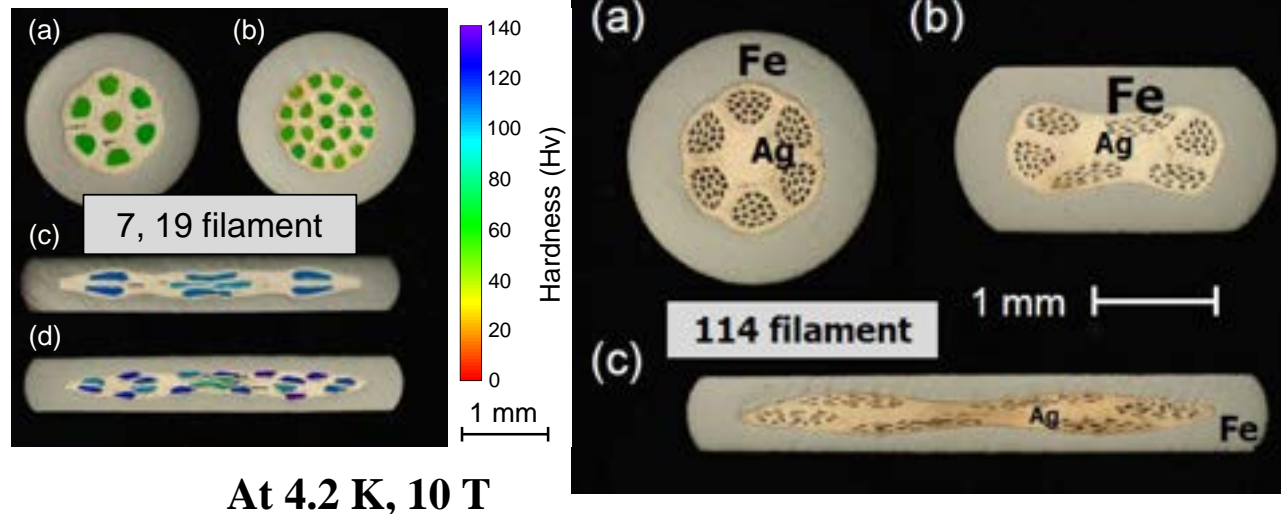 (a)
(b)
7, 19 filament
(c)
(d)
140
120
100
80
60
40
20
0
Hardness (Hv)
1 mm
(a)
Fe
Ag
(b)
Fe
Ag
1 mm
114 filament
(c)
Ag
Fe
At 4.2 K, 10 T